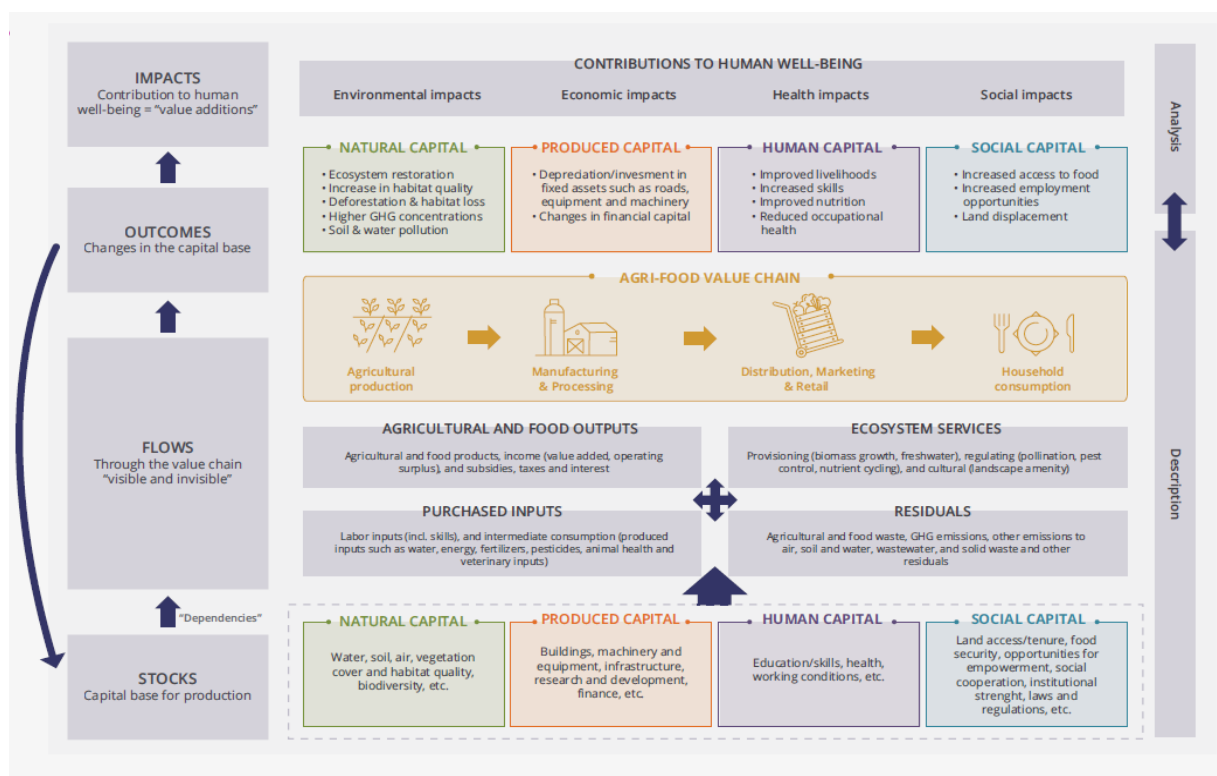 IMPACTS
Contribution to human
well-being = “value additions”
OUTCOMES
Changes in the capital base
FLOWS
Through the value chain
“visible and invisible”
“Dependencies”
STOCKS
Capital base for production
CONTRIBUTIONS TO HUMAN WELL-BEING
Environmental impacts
Economic impacts
Health impacts
Social impacts
NATURAL CAPITAL
• Ecosystem restoration
• Increase in habitat quality
• Deforestation & habitat loss
• Higher GHG concentrations
• Soil & water pollution
PRODUCED CAPITAL
• Depreciation/invesment in
fixed assets such as roads,
equipment and machinery
• Changes in financial capital
HUMAN CAPITAL
• Improved livelihoods
• Increased skills
• Improved nutrition
• Reduced occupational
health
SOCIAL CAPITAL
• Increased access to food
• Increased employment
opportunities
• Land displacement
AGRI-FOOD VALUE CHAIN
Agricultural
production
Manufacturing
& Processing
Distribution, Marketing
& Retail
Household
consumption
AGRICULTURAL AND FOOD OUTPUTS
Agricultural and food products, income (value added, operating
surplus), and subsidies, taxes and interest
ECOSYSTEM SERVICES
Provisioning (biomass growth, freshwater), regulating (pollination, pest
control, nutrient cycling), and cultural (landscape amenity)
PURCHASED INPUTS
Labor inputs (incl. skills), and intermediate consumption (produced
inputs such as water, energy, fertilizers, pesticides, animal health and
veterinary inputs)
RESIDUALS
Agricultural and food waste, GHG emissions, other emissions to
air, soil and water, wastewater, and solid waste and other
residuals
NATURAL CAPITAL
Water, soil, air, vegetation
cover and habitat quality,
biodiversity, etc.
PRODUCED CAPITAL
Buildings, machinery and
equipment, infrastructure,
research and development,
finance, etc.
HUMAN CAPITAL
Education/skills, health,
working conditions, etc.
SOCIAL CAPITAL
Land access/tenure, food
security, opportunities for
empowerment, social
cooperation, institutional
strenght, laws and
regulations, etc.
Analysis
Description